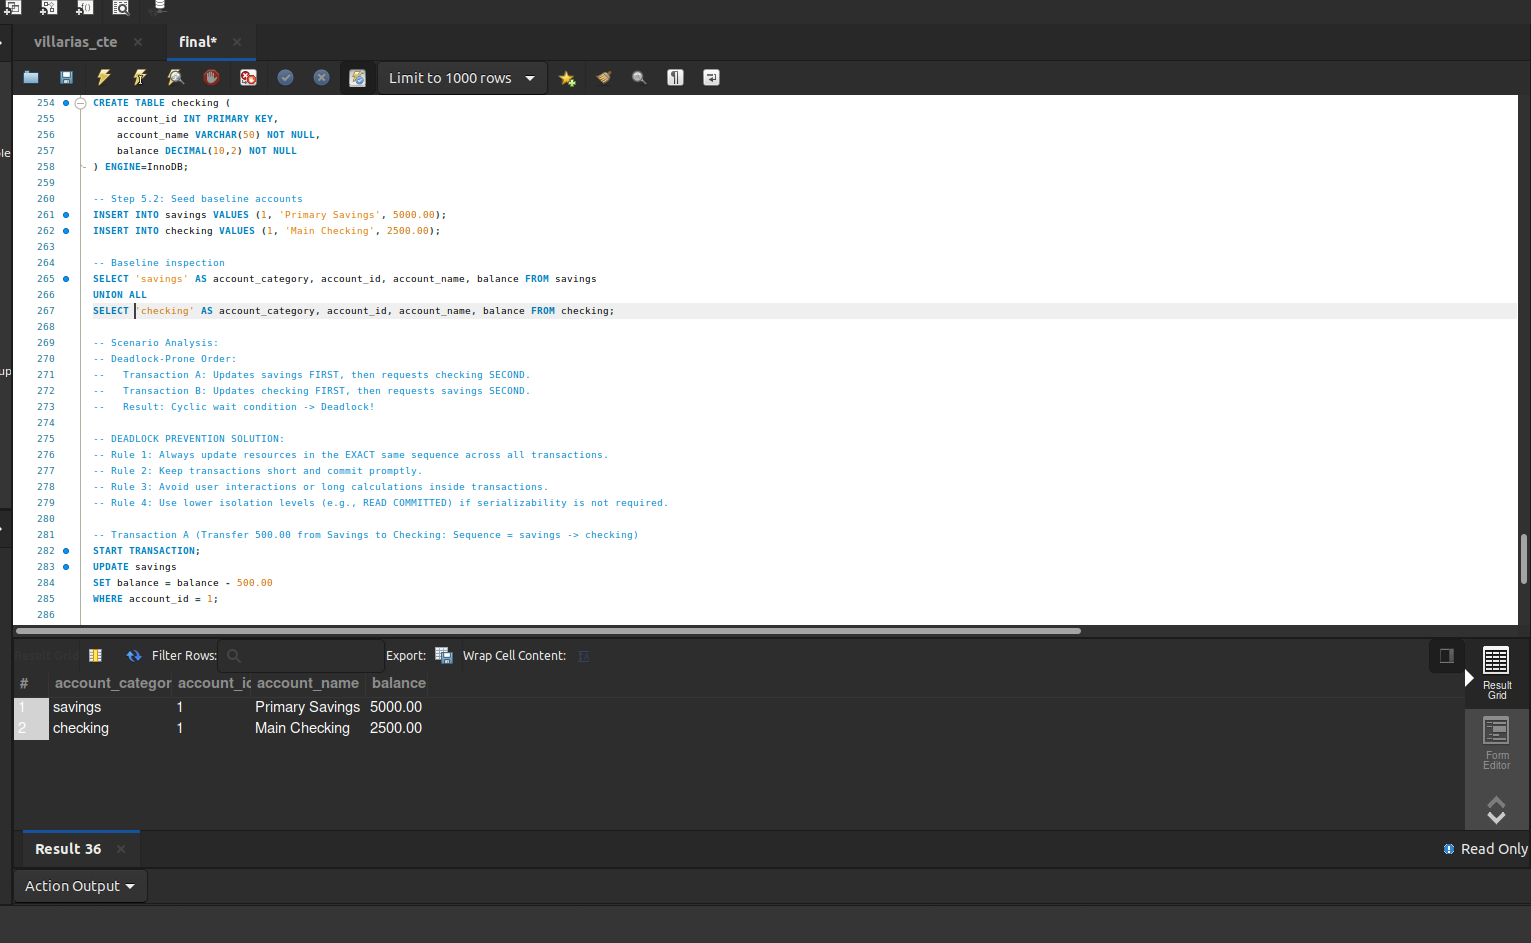 villarias_cte
final*
Limit to 1000 rows
254 CREATE TABLE checking (
255 account_id INT PRIMARY KEY,
256 account_name VARCHAR(50) NOT NULL,
257 balance DECIMAL(10,2) NOT NULL
258 ) ENGINE=InnoDB;
259
260 -- Step 5.2: Seed baseline accounts
261 INSERT INTO savings VALUES (1, 'Primary Savings', 5000.00);
262 INSERT INTO checking VALUES (1, 'Main Checking', 2500.00);
263
264 -- Baseline inspection
265 SELECT 'savings' AS account_category, account_id, account_name, balance FROM savings
266 UNION ALL
267 SELECT 'checking' AS account_category, account_id, account_name, balance FROM checking;
268
269 -- Scenario Analysis:
270 -- Deadlock-Prone Order:
271 -- Transaction A: Updates savings FIRST, then requests checking SECOND.
272 -- Transaction B: Updates checking FIRST, then requests savings SECOND.
273 -- Result: Cyclic wait condition -> Deadlock!
274
275 -- DEADLOCK PREVENTION SOLUTION:
276 -- Rule 1: Always update resources in the EXACT same sequence across all transactions.
277 -- Rule 2: Keep transactions short and commit promptly.
278 -- Rule 3: Avoid user interactions or long calculations inside transactions.
279 -- Rule 4: Use lower isolation levels (e.g., READ COMMITTED) if serializability is not required.
280
281 -- Transaction A (Transfer 500.00 from Savings to Checking: Sequence = savings -> checking)
282 START TRANSACTION;
283 UPDATE savings
284 SET balance = balance - 500.00
285 WHERE account_id = 1;
286
le
up
Result Grid Filter Rows: Export: Wrap Cell Content:
# account_categor account_ic account_name balance
1 savings 1 Primary Savings 5000.00
2 checking 1 Main Checking 2500.00
Result
Grid
Form
Editor
Result 36
Read Only
Action Output